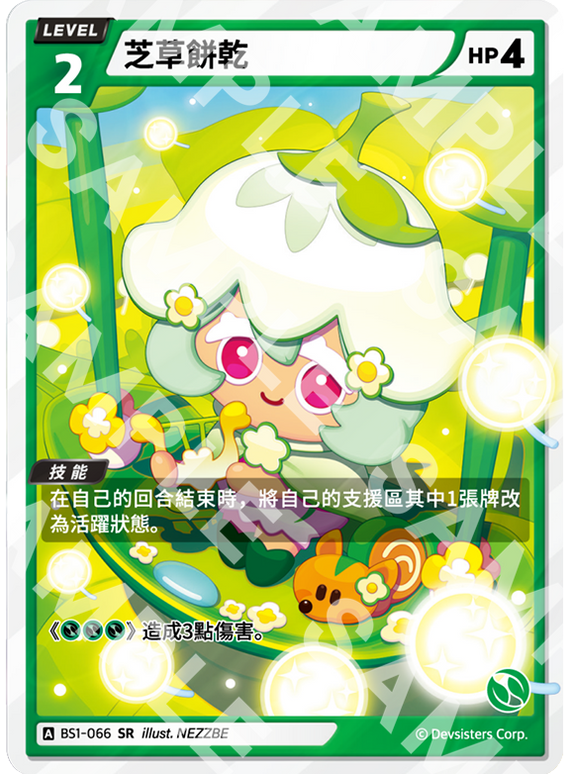 LEVEL
2
芝草餅乾
HP4
SAMPLE
技能
在自己的回合結束時，將自己的支援區其中1張牌改
為活躍狀態。
《》造成3點傷害。
A BS1-066 SR illust. NEZZBE
© Devsisters Corp.